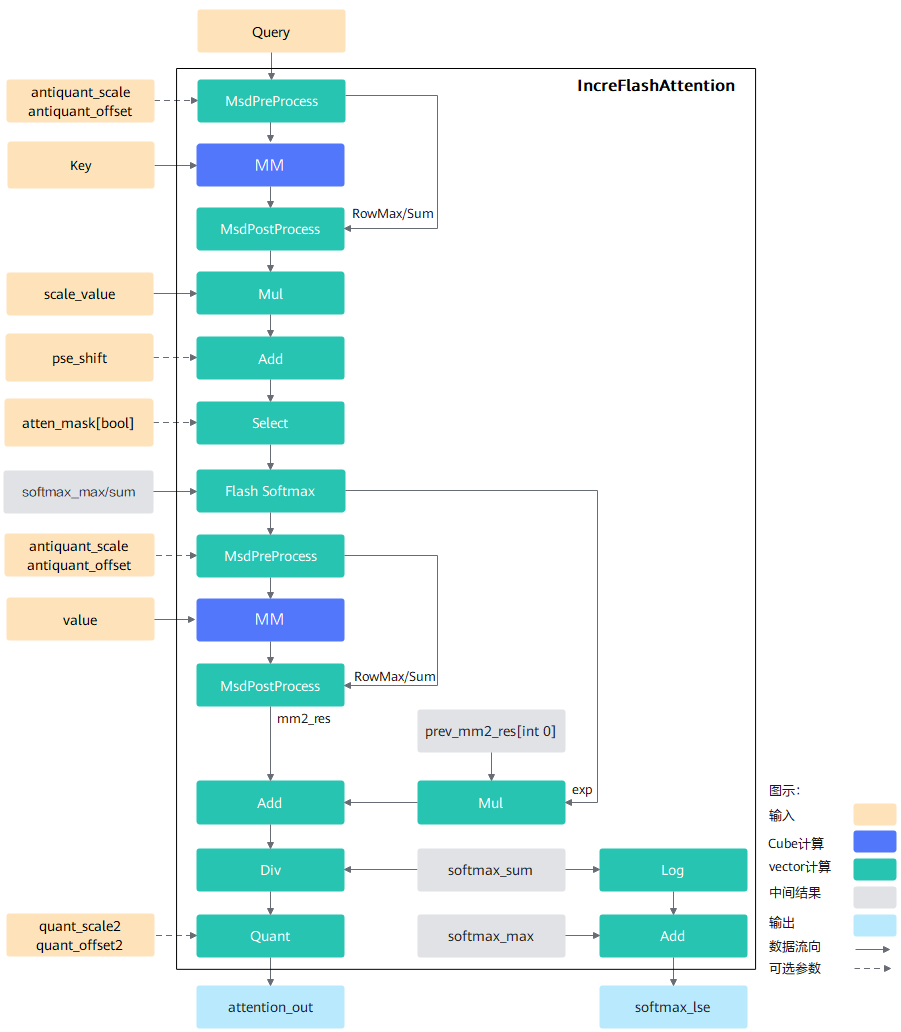 Query
IncreFlashAttention
antiquant_scale
antiquant_offset
MsdPreProcess
Key
MM
RowMax/Sum
MsdPostProcess
scale_value
Mul
pse_shift
Add
atten_mask[bool]
Select
softmax_max/sum
Flash Softmax
antiquant_scale
antiquant_offset
MsdPreProcess
value
MM
RowMax/Sum
MsdPostProcess
mm2_res
prev_mm2_res[int 0]
exp
Add
Mul
Div
softmax_sum
Log
quant_scale2
quant_offset2
Quant
softmax_max
Add
attention_out
softmax_lse
图示：
输入
Cube计算
vector计算
中间结果
输出
数据流向
可选参数